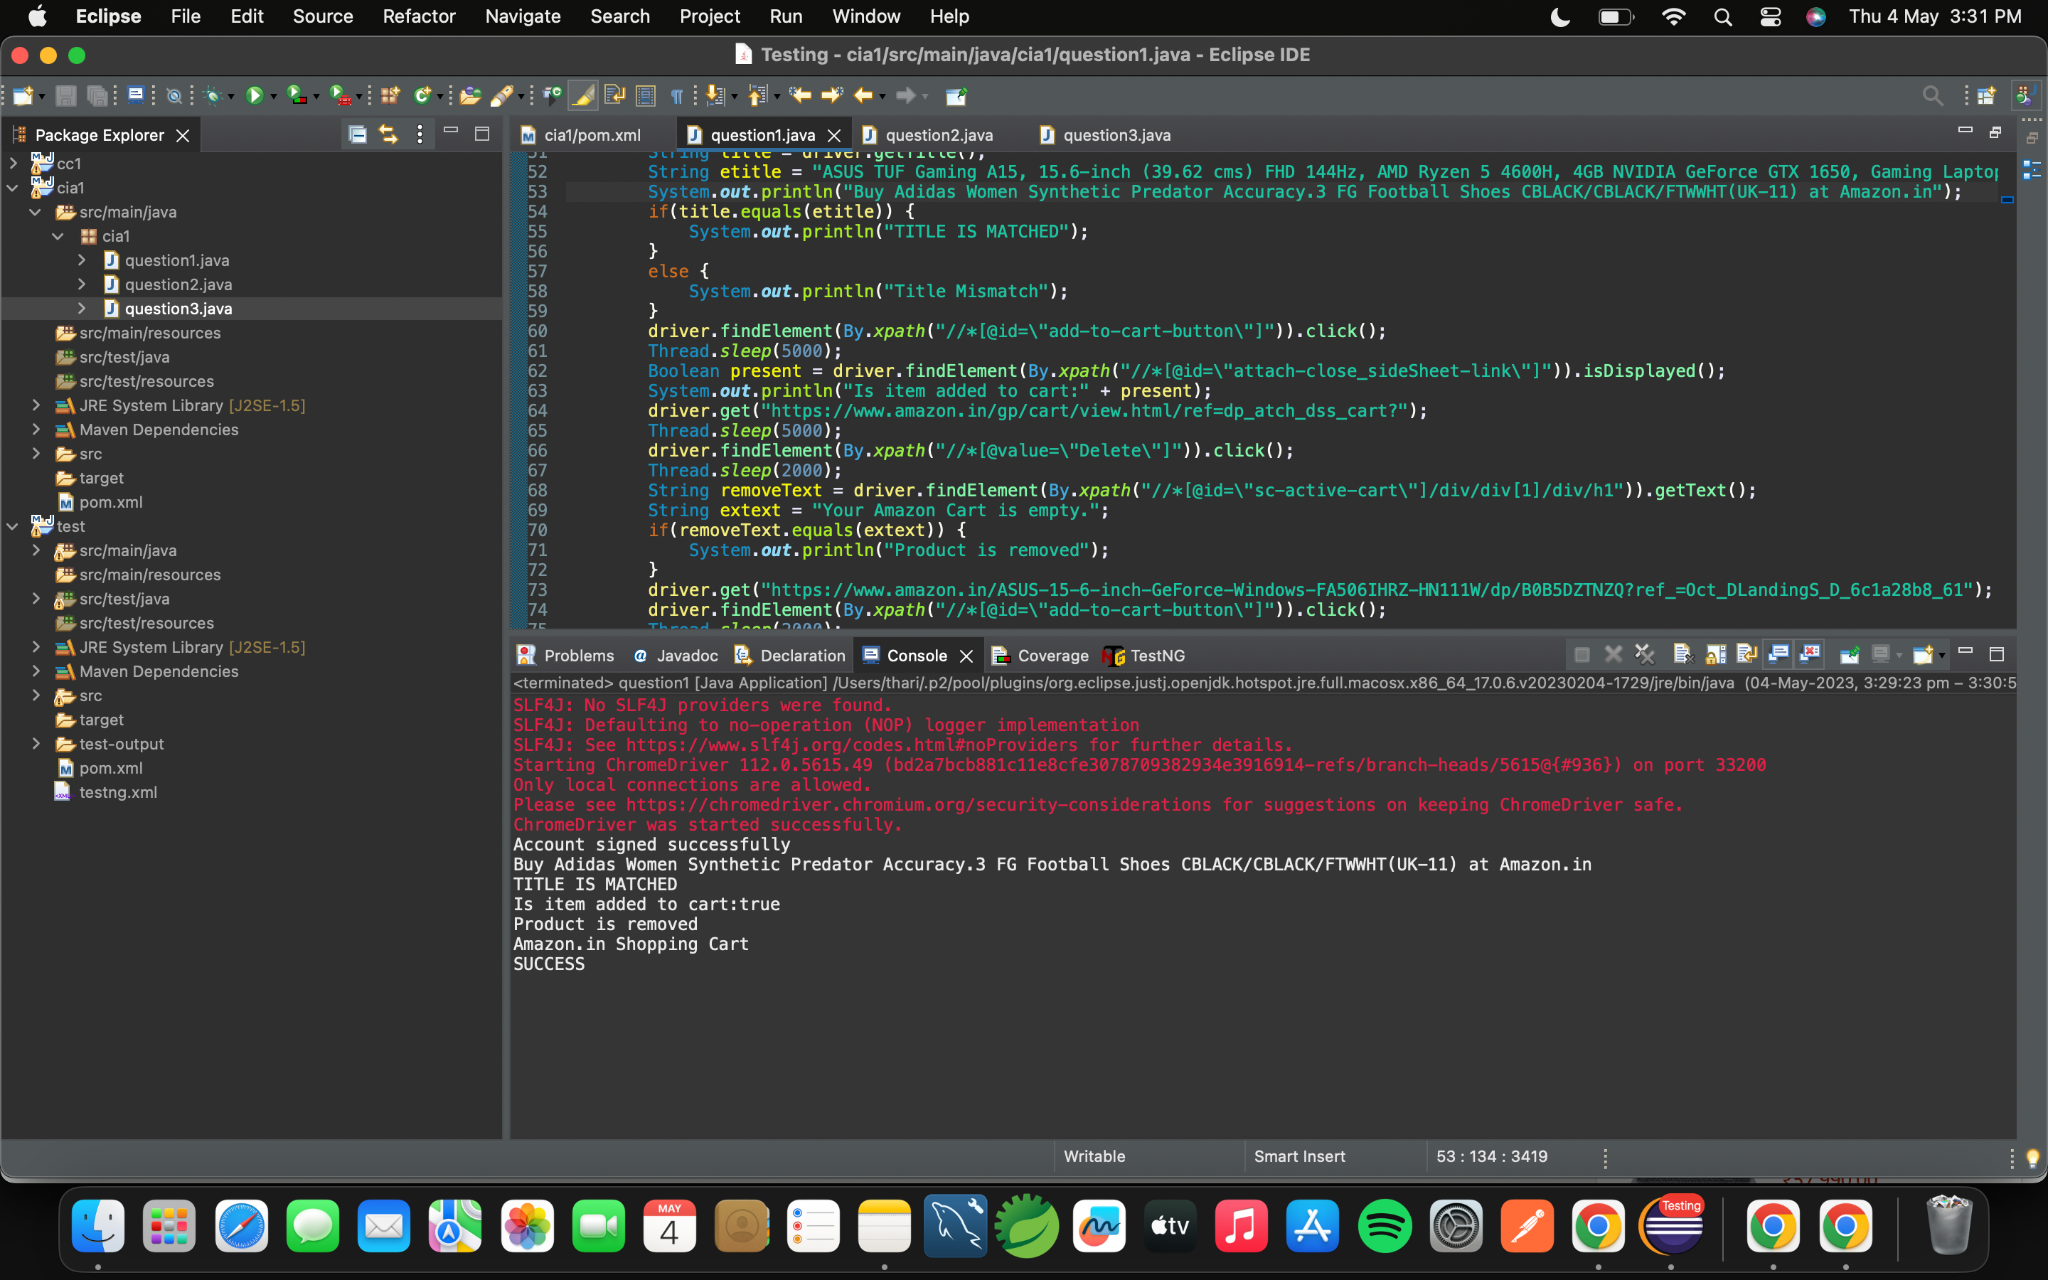 Eclipse File Edit Source Refactor Navigate Search Project Run Window Help Thu 4 May 3:31 PM
Testing - cia1/src/main/java/cia1/question1.java - Eclipse IDE
Package Explorer
cc1
cia1
src/main/java
cia1
question1.java
question2.java
question3.java
src/main/resources
src/test/java
src/test/resources
JRE System Library [J2SE-1.5]
Maven Dependencies
src
target
pom.xml
test
src/main/java
src/main/resources
src/test/java
src/test/resources
JRE System Library [J2SE-1.5]
Maven Dependencies
src
target
test-output
pom.xml
testng.xml
cia1/pom.xml question1.java question2.java question3.java
51 String title = driver.getTitle();
52 String etitle = "ASUS TUF Gaming A15, 15.6-inch (39.62 cms) FHD 144Hz, AMD Ryzen 5 4600H, 4GB NVIDIA GeForce GTX 1650, Gaming Laptop
53 System.out.println("Buy Adidas Women Synthetic Predator Accuracy.3 FG Football Shoes CBLACK/CBLACK/FTWWHT(UK-11) at Amazon.in");
54 if(title.equals(etitle)) {
55 System.out.println("TITLE IS MATCHED");
56 }
57 else {
58 System.out.println("Title Mismatch");
59 }
60 driver.findElement(By.xpath("//*[@id=\"add-to-cart-button\"]")).click();
61 Thread.sleep(5000);
62 Boolean present = driver.findElement(By.xpath("//*[@id=\"attach-close_sideSheet-link\"]")).isDisplayed();
63 System.out.println("Is item added to cart:" + present);
64 driver.get("https://www.amazon.in/gp/cart/view.html/ref=dp_atch_dss_cart?");
65 Thread.sleep(5000);
66 driver.findElement(By.xpath("//*[@value=\"Delete\"]")).click();
67 Thread.sleep(2000);
68 String removeText = driver.findElement(By.xpath("//*[@id=\"sc-active-cart\"]/div/div[1]/div/h1")).getText();
69 String extext = "Your Amazon Cart is empty.";
70 if(removeText.equals(extext)) {
71 System.out.println("Product is removed");
72 }
73 driver.get("https://www.amazon.in/ASUS-15-6-inch-GeForce-Windows-FA506IHRZ-HN111W/dp/B0B5DZTNZQ?ref_=Oct_DLandingS_D_6c1a28b8_61");
74 driver.findElement(By.xpath("//*[@id=\"add-to-cart-button\"]")).click();
75 Thread.sleep(2000);
Problems Javadoc Declaration Console Coverage TestNG
<terminated> question1 [Java Application] /Users/thari/.p2/pool/plugins/org.eclipse.justj.openjdk.hotspot.jre.full.macosx.x86_64_17.0.6.v20230204-1729/jre/bin/java (04-May-2023, 3:29:23 pm – 3:30:5
SLF4J: No SLF4J providers were found.
SLF4J: Defaulting to no-operation (NOP) logger implementation
SLF4J: See https://www.slf4j.org/codes.html#noProviders for further details.
Starting ChromeDriver 112.0.5615.49 (bd2a7bcb881c11e8cfe3078709382934e3916914-refs/branch-heads/5615@{#936}) on port 33200
Only local connections are allowed.
Please see https://chromedriver.chromium.org/security-considerations for suggestions on keeping ChromeDriver safe.
ChromeDriver was started successfully.
Account signed successfully
Buy Adidas Women Synthetic Predator Accuracy.3 FG Football Shoes CBLACK/CBLACK/FTWWHT(UK-11) at Amazon.in
TITLE IS MATCHED
Is item added to cart:true
Product is removed
Amazon.in Shopping Cart
SUCCESS
Writable Smart Insert 53 : 134 : 3419
MAY
4
tv
Testing